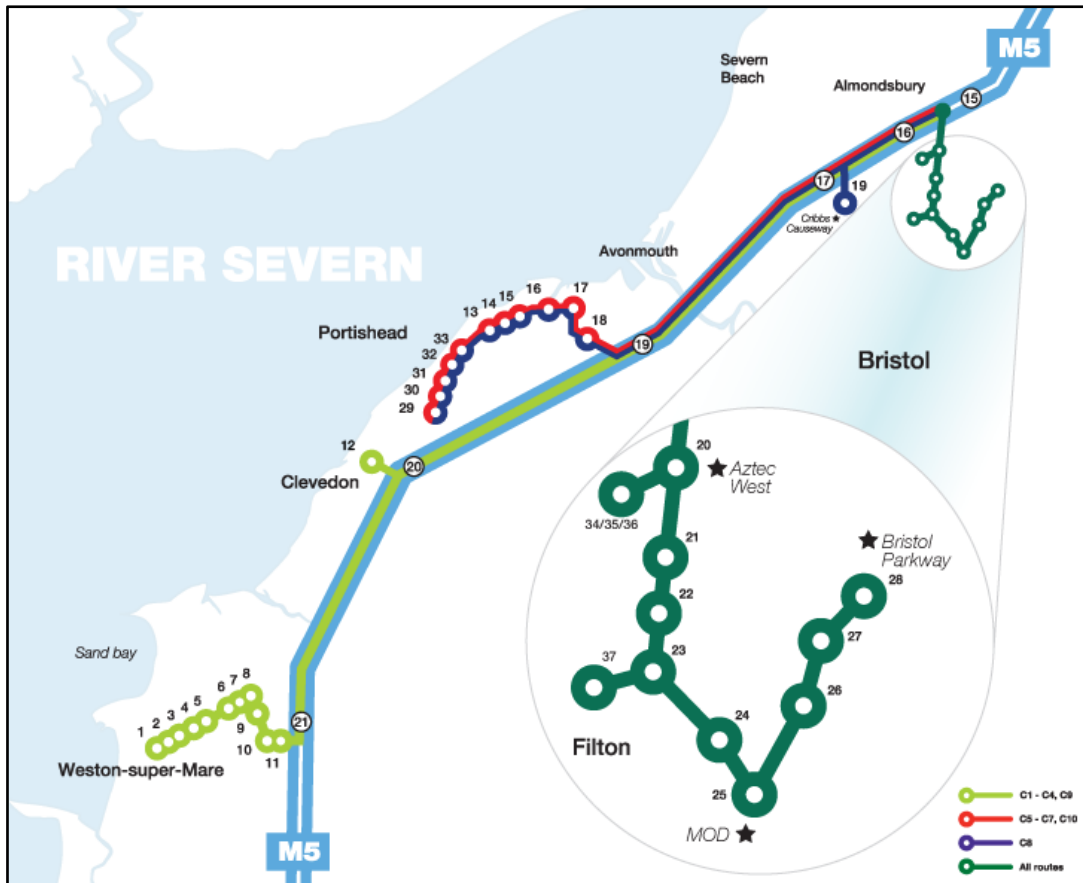 M5
Severn
Beach
Almondsbury
15
16
17
19
Cribbs
Causeway
Avonmouth
RIVER SEVERN
17
16
15
14
13
18
Portishead
33
32
31
30
29
19
Bristol
12
20
Clevedon
20
Aztec
West
34/35/36
21
Bristol
Parkway
28
22
27
37
23
26
24
Filton
25
MOD
Sand bay
1
2
3
4
5
6
7
8
9
10
11
21
Weston-super-Mare
M5
C1 - C4, C9
C5 - C7, C10
C8
All routes